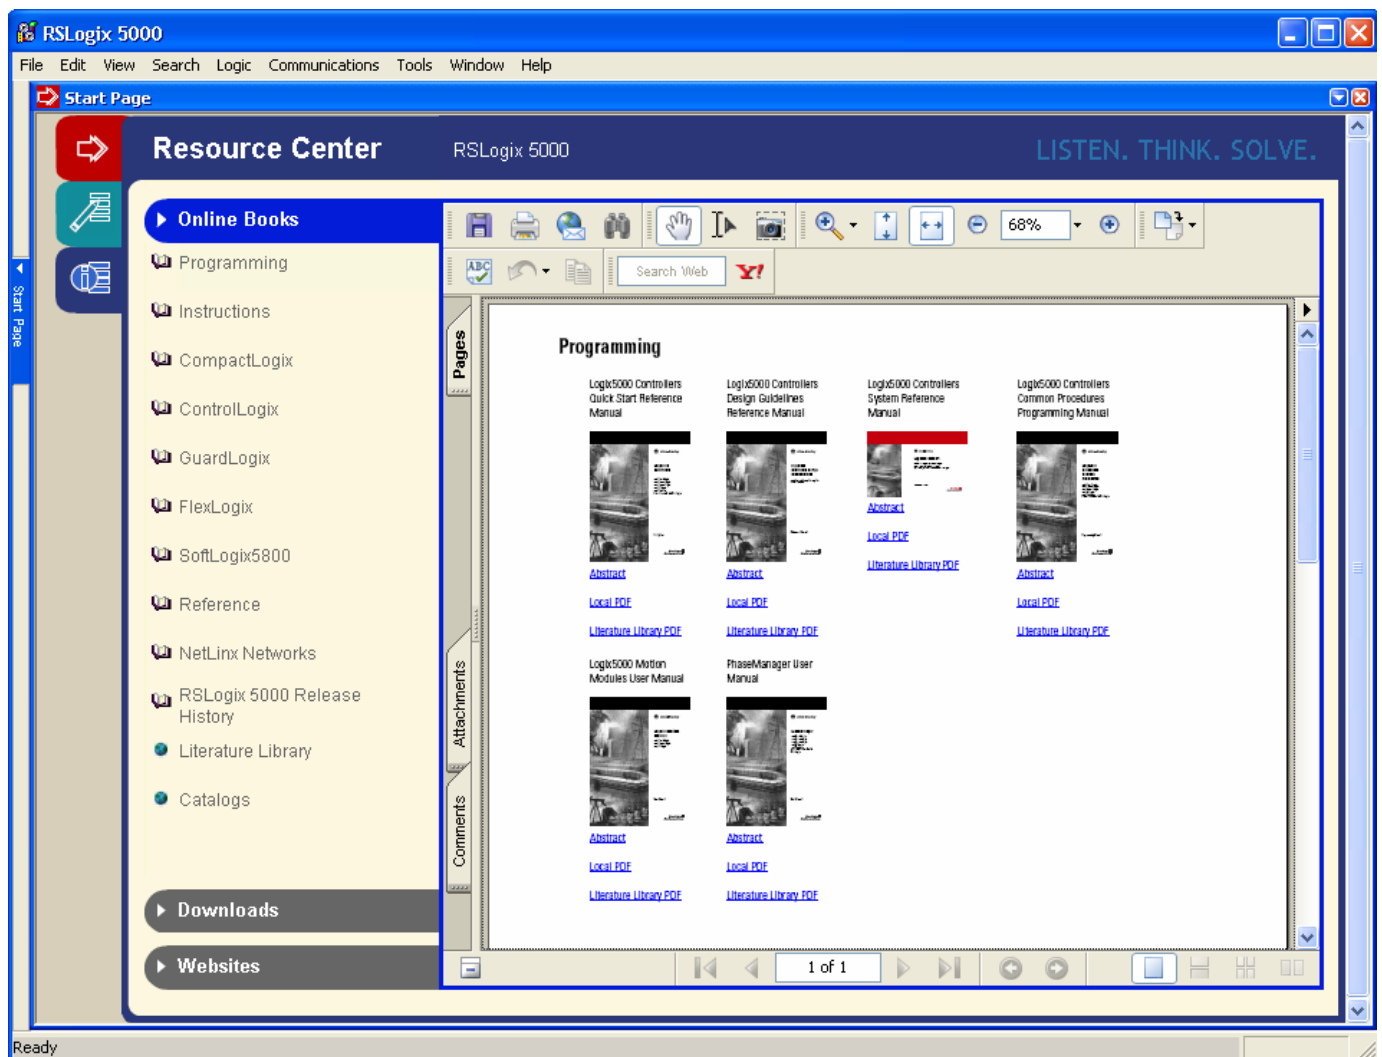 RSLogix 5000
File Edit View Search Logic Communications Tools Window Help
Start Page
Start Page
Resource Center RSLogix 5000 LISTEN. THINK. SOLVE.
Online Books
Programming
Instructions
CompactLogix
ControlLogix
GuardLogix
FlexLogix
SoftLogix5800
Reference
NetLinx Networks
RSLogix 5000 Release
History
Literature Library
Catalogs
Downloads
Websites
68%
ABC
Search Web Y!
Pages
Attachments
Comments
Programming
Logix5000 Controllers
Quick Start Reference
Manual
Abstract
Local PDF
Literature Library PDF
Logix5000 Controllers
Design Guidelines
Reference Manual
Abstract
Local PDF
Literature Library PDF
Logix5000 Controllers
System Reference
Manual
Abstract
Local PDF
Literature Library PDF
Logix5000 Controllers
Common Procedures
Programming Manual
Abstract
Local PDF
Literature Library PDF
Logix5000 Motion
Modules User Manual
Abstract
Local PDF
Literature Library PDF
PhaseManager User
Manual
Abstract
Local PDF
Literature Library PDF
1 of 1
Ready